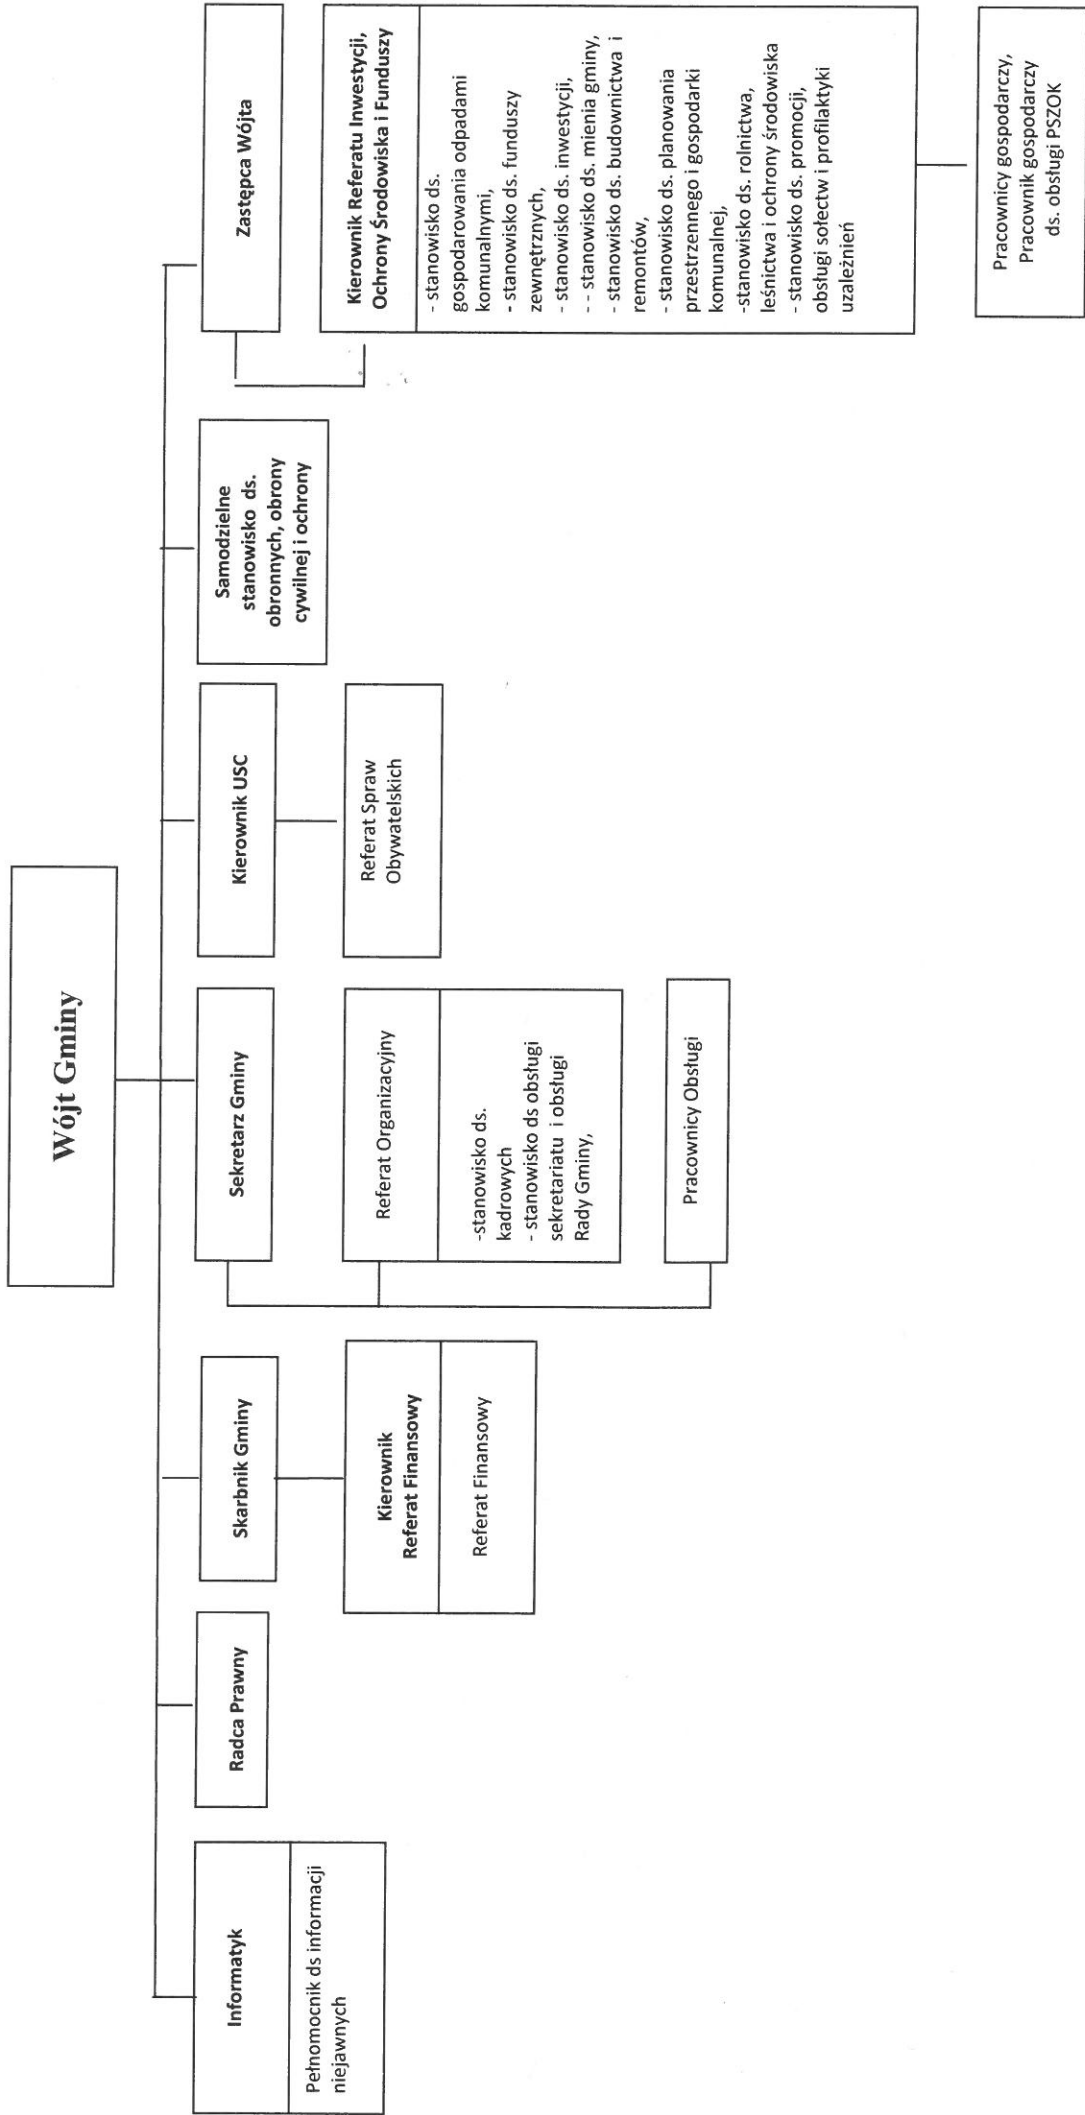 Wójt Gminy
Informatyk
Pełnomocnik ds informacji
niejawnych
Radca Prawny
Skarbnik Gminy
Kierownik
Referat Finansowy
Referat Finansowy
Sekretarz Gminy
Referat Organizacyjny
-stanowisko ds.
kadrowych
- stanowisko ds obsługi
sekretariatu i obsługi
Rady Gminy,
Pracownicy Obsługi
Kierownik USC
Referat Spraw
Obywatelskich
Samodzielne
stanowisko ds.
obronnych, obrony
cywilnej i ochrony
Zastępca Wójta
Kierownik Referatu Inwestycji,
Ochrony Środowiska i Funduszy
- stanowisko ds.
gospodarowania odpadami
komunalnymi,
- stanowisko ds. funduszy
zewnętrznych,
- stanowisko ds. inwestycji,
- - stanowisko ds. mienia gminy,
- stanowisko ds. budownictwa i
remontów,
- stanowisko ds. planowania
przestrzennego i gospodarki
komunalnej,
-stanowisko ds. rolnictwa,
leśnictwa i ochrony środowiska
- stanowisko ds. promocji,
obsługi sołectw i profilaktyki
uzależnień
Pracownicy gospodarczy,
Pracownik gospodarczy
ds. obsługi PSZOK